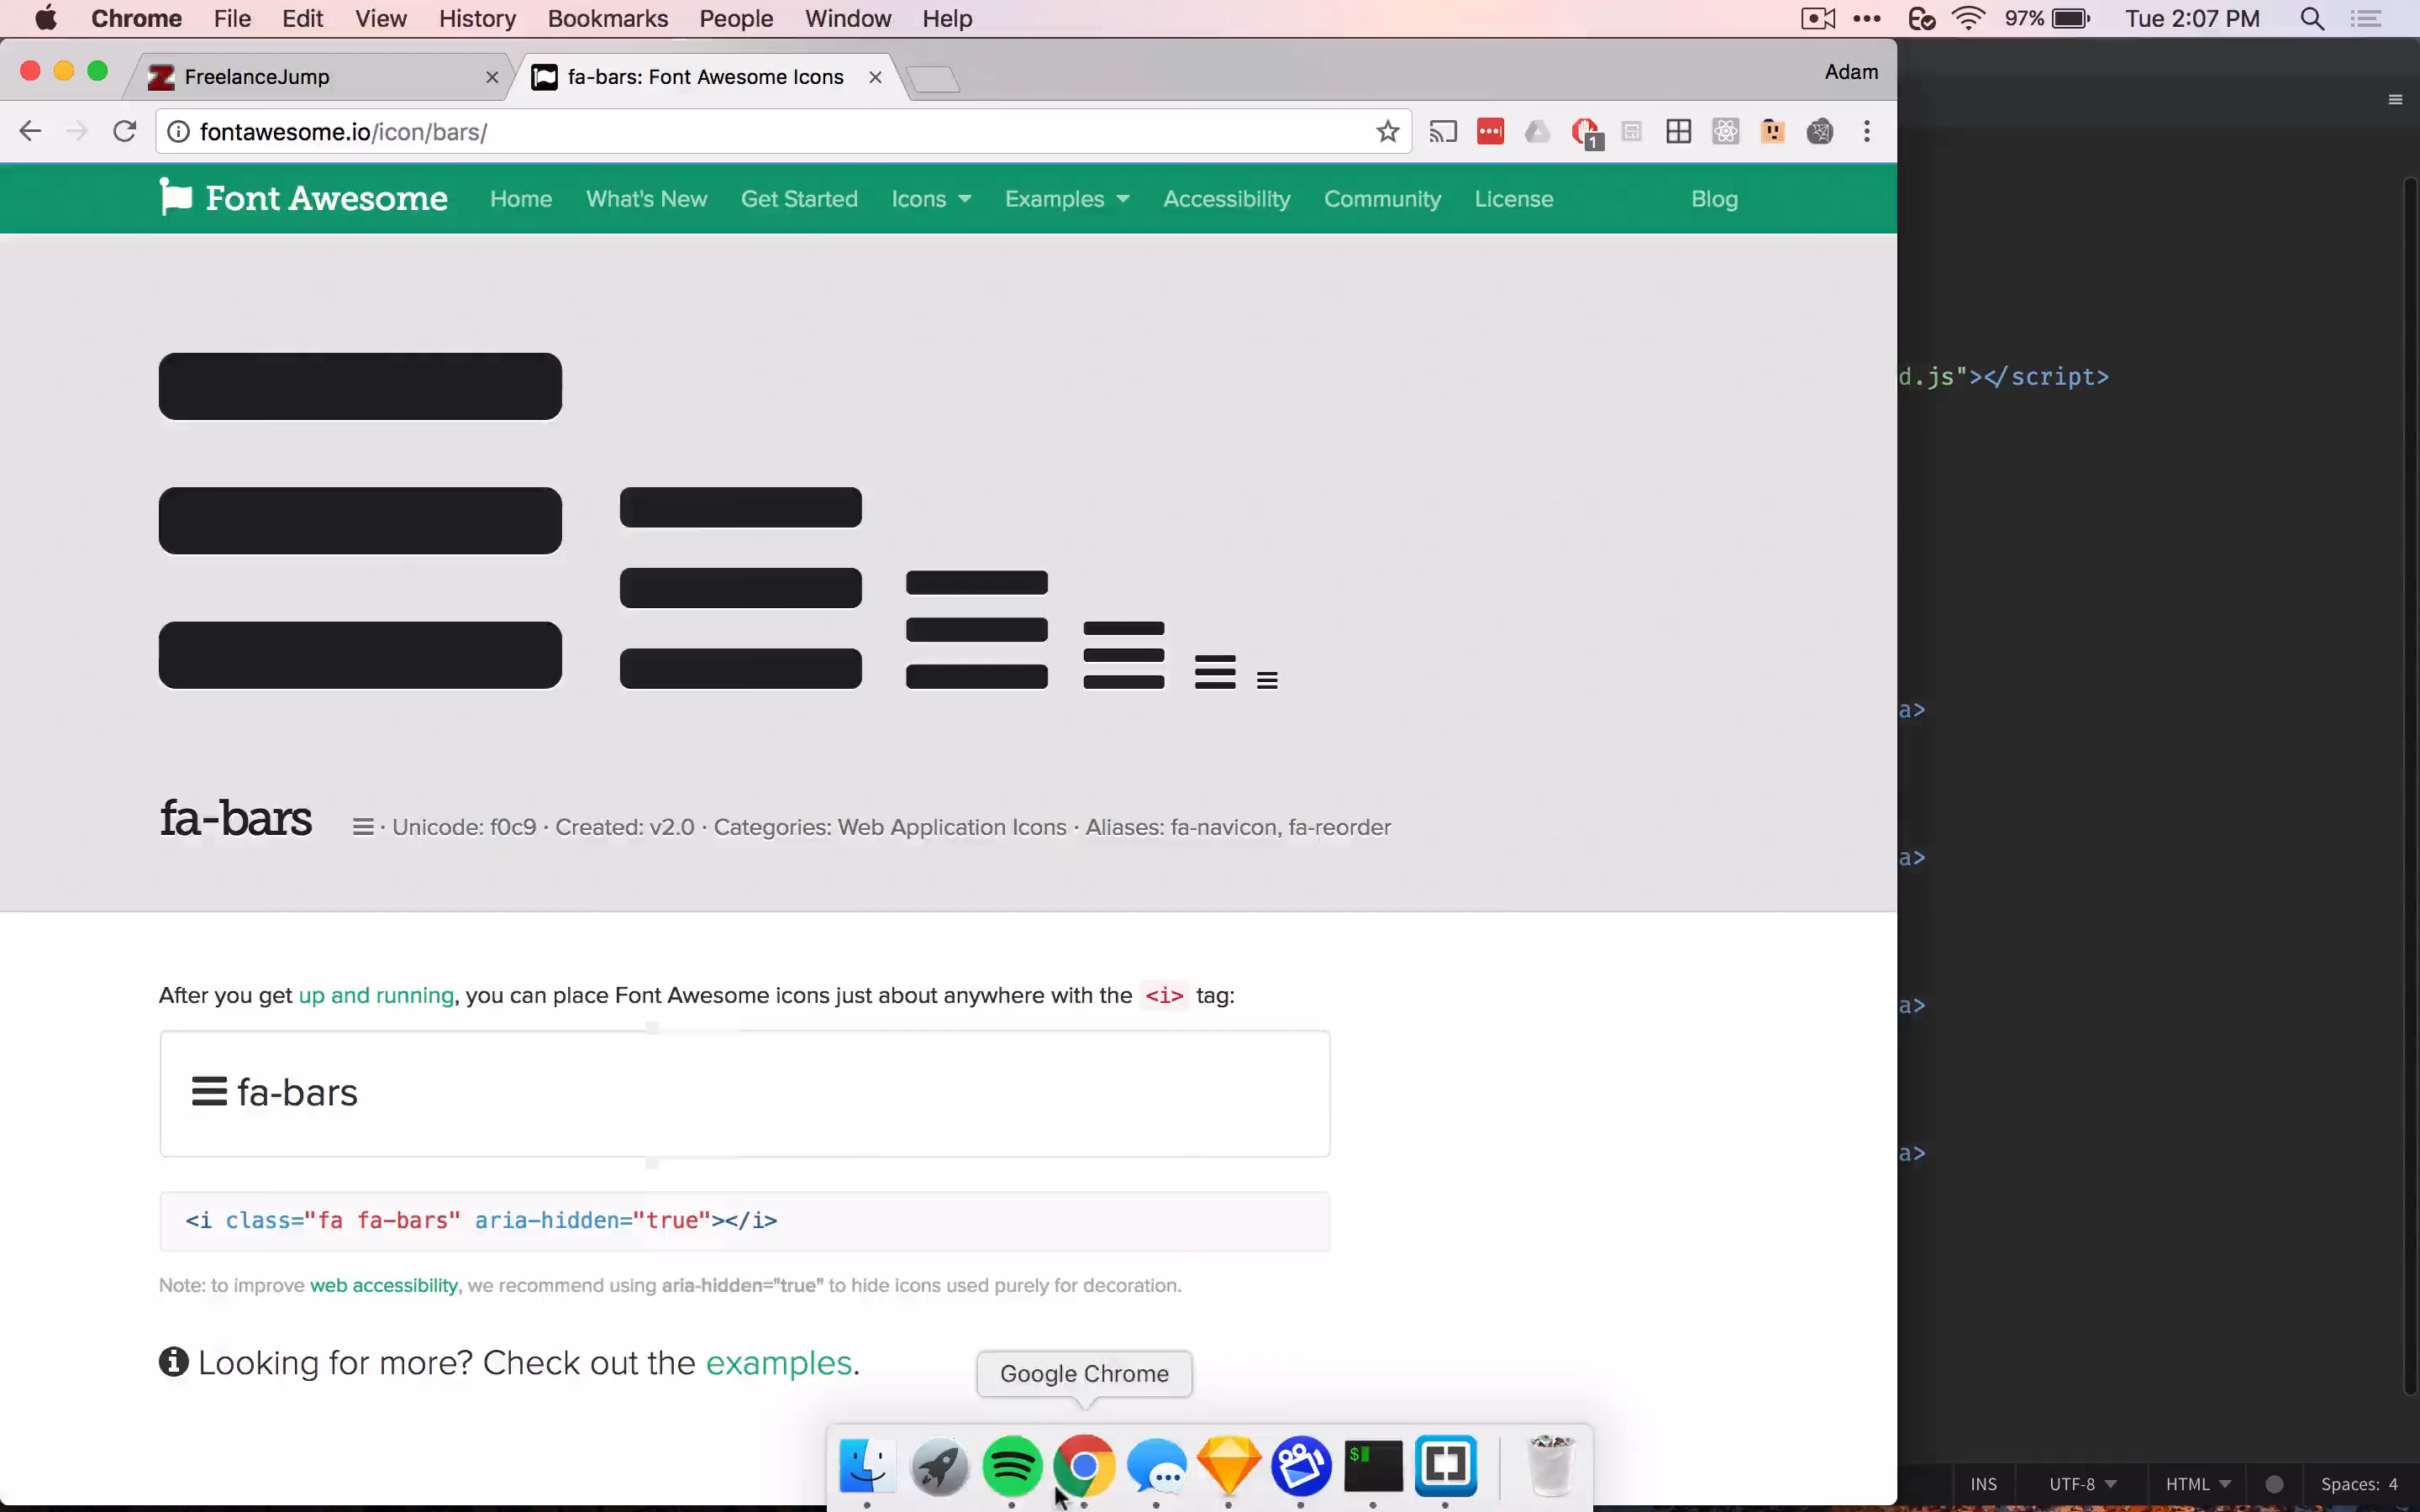 Chrome File Edit View History Bookmarks People Window Help 97% Tue 2:07 PM
FreelanceJump fa-bars: Font Awesome Icons Adam
fontawesome.io/icon/bars/ 1
Font Awesome Home What's New Get Started Icons Examples Accessibility Community License Blog
d.js"></script>
a>
fa-bars · Unicode: f0c9 · Created: v2.0 · Categories: Web Application Icons · Aliases: fa-navicon, fa-reorder
a>
After you get up and running, you can place Font Awesome icons just about anywhere with the <i> tag:
a>
fa-bars
a>
<i class="fa fa-bars" aria-hidden="true"></i>
Note: to improve web accessibility, we recommend using aria-hidden="true" to hide icons used purely for decoration.
Looking for more? Check out the examples.
Google Chrome
$
INS UTF-8 HTML Spaces: 4